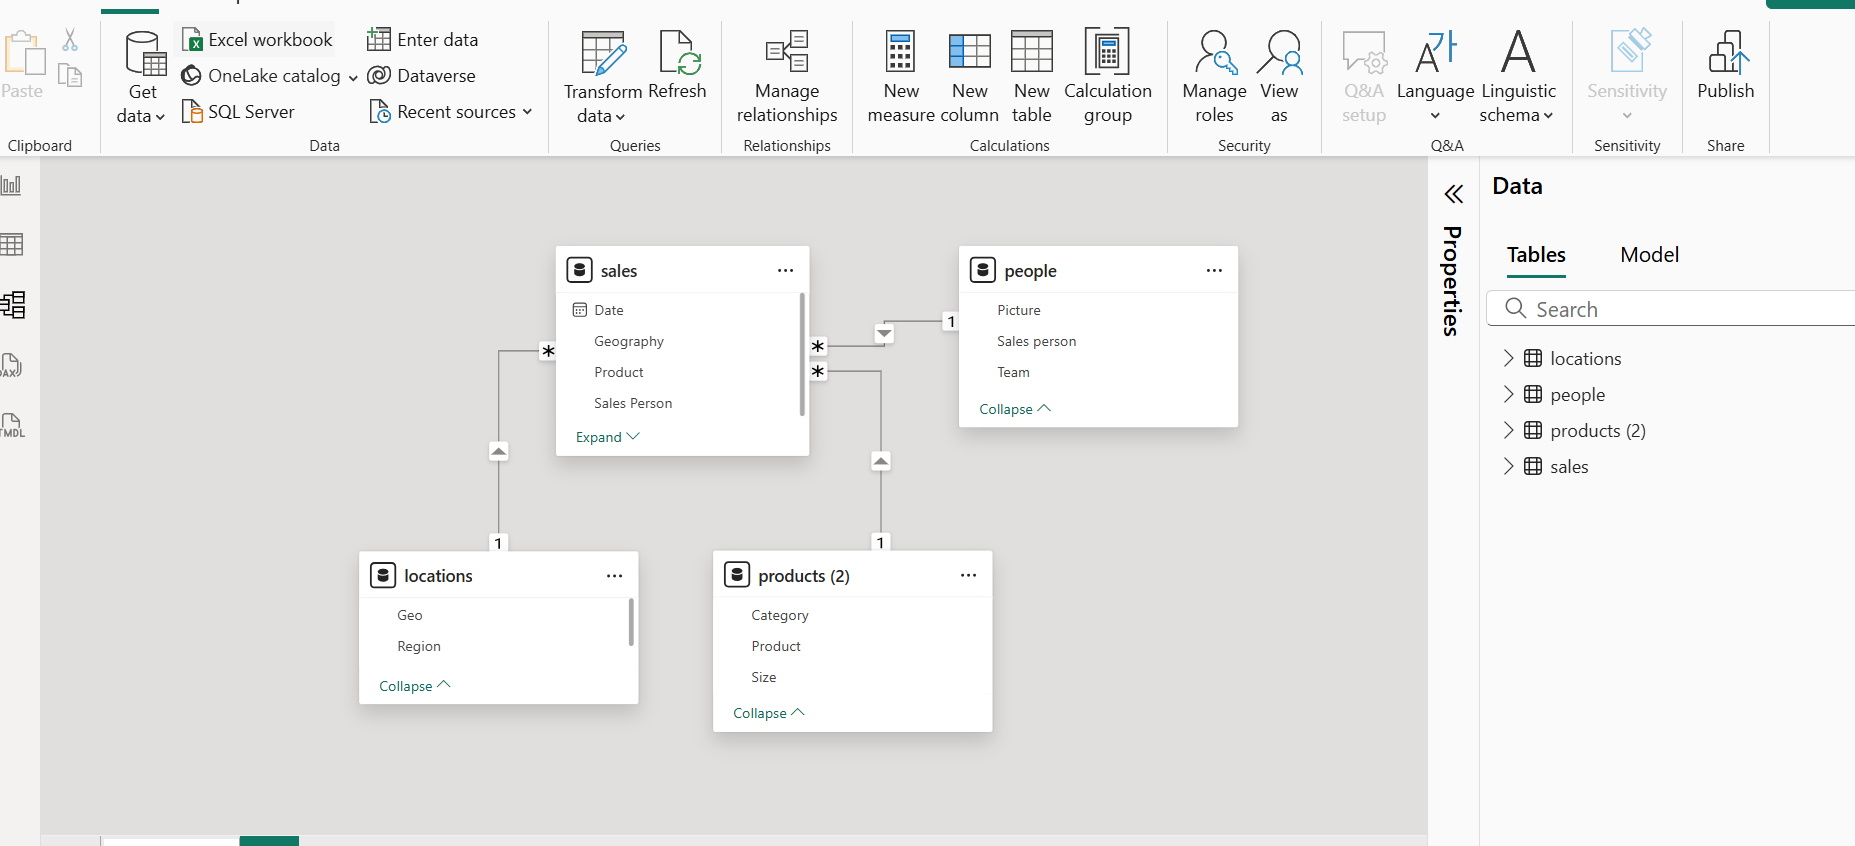 Paste
Clipboard
Get
data
Excel workbook
OneLake catalog
SQL Server
Enter data
Dataverse
Recent sources
Data
Transform
data
Refresh
Queries
Manage
relationships
Relationships
New
measure
New
column
New
table
Calculation
group
Calculations
Manage
roles
View
as
Security
Q&A
setup
Language
Linguistic
schema
Q&A
Sensitivity
Sensitivity
Publish
Share
DAX
TMDL
sales
Date
Geography
Product
Sales Person
Expand
people
Picture
Sales person
Team
Collapse
*
*
*
1
1
1
locations
Geo
Region
Collapse
products (2)
Category
Product
Size
Collapse
Properties
Data
Tables
Model
Search
locations
people
products (2)
sales